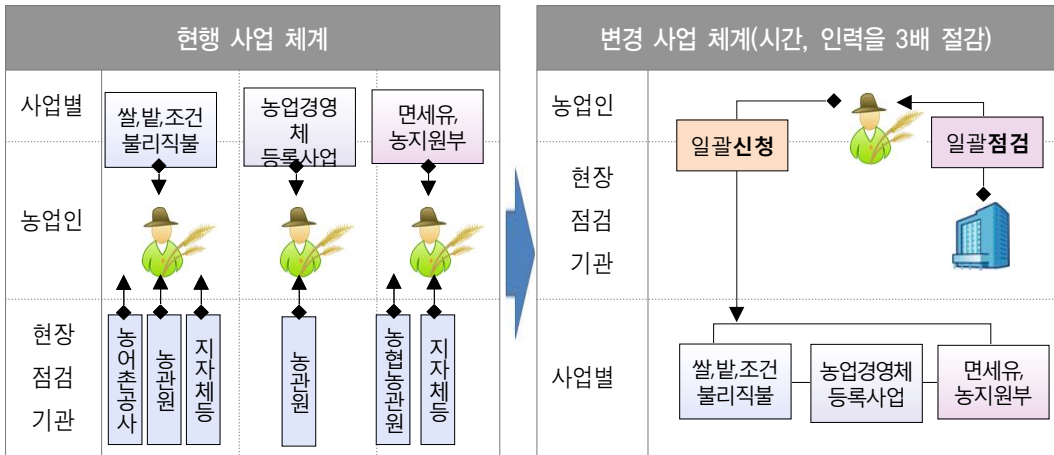 현행 사업 체계
사업별
쌀,밭,조건
불리직불
농업경영
체
등록사업
면세유,
농지원부
농업인
현장
점검
기관
농어촌공사
농관원
지자체등
농관원
농협농관원
지자체등
변경 사업 체계(시간, 인력을 3배 절감)
농업인
일괄신청
일괄점검
현장
점검
기관
사업별
쌀,밭,조건
불리직불
농업경영체
등록사업
면세유,
농지원부